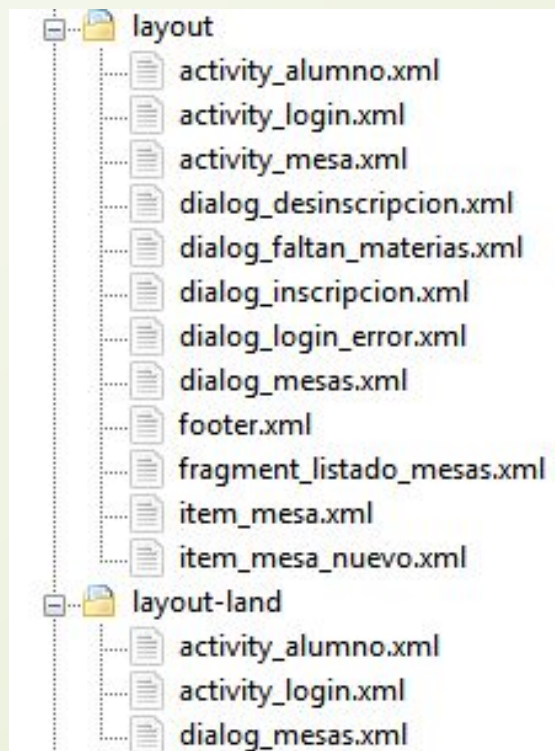 layout
activity_alumno.xml
activity_login.xml
activity_mesa.xml
dialog_desinscripcion.xml
dialog_faltan_materias.xml
dialog_inscripcion.xml
dialog_login_error.xml
dialog_mesas.xml
footer.xml
fragment_listado_mesas.xml
item_mesa.xml
item_mesa_nuevo.xml
layout-land
activity_alumno.xml
activity_login.xml
dialog_mesas.xml